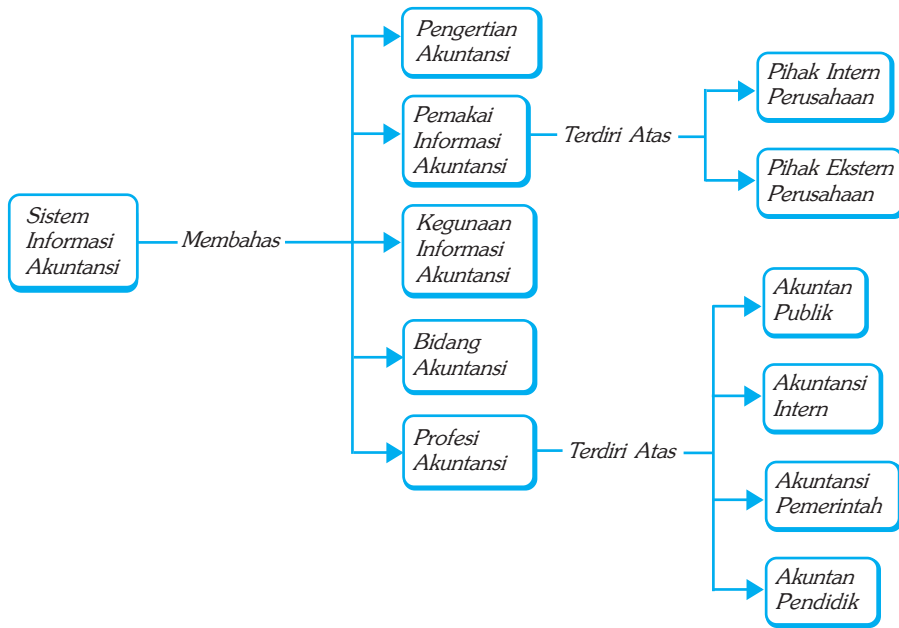 Sistem
Informasi
Akuntansi
Membahas
Pengertian
Akuntansi
Pemakai
Informasi
Akuntansi
Terdiri Atas
Pihak Intern
Perusahaan
Pihak Ekstern
Perusahaan
Kegunaan
Informasi
Akuntansi
Bidang
Akuntansi
Profesi
Akuntansi
Terdiri Atas
Akuntan
Publik
Akuntansi
Intern
Akuntansi
Pemerintah
Akuntan
Pendidik